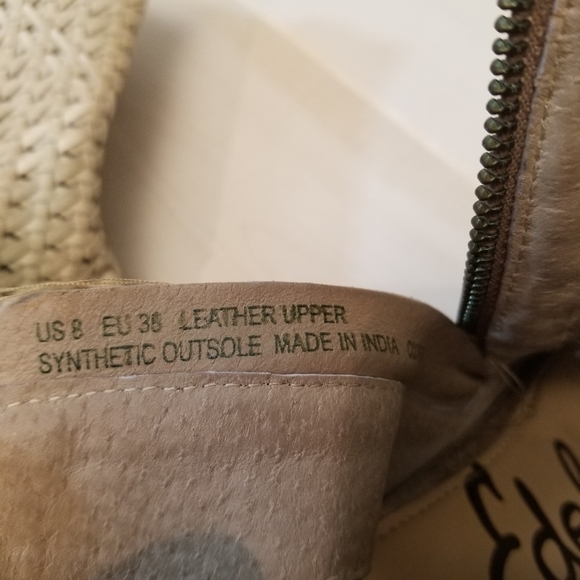 US 8 EU 38 LEATHER UPPER
SYNTHETIC OUTSOLE MADE IN INDIA